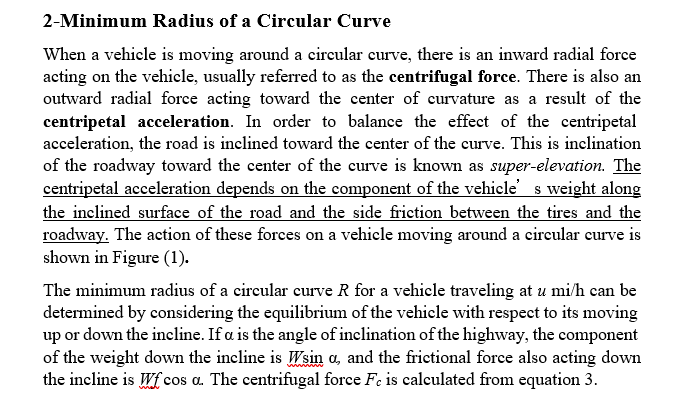 2-Minimum Radius of a Circular Curve
When a vehicle is moving around a circular curve, there is an inward radial force
acting on the vehicle, usually referred to as the centrifugal force. There is also an
outward radial force acting toward the center of curvature as a result of the
centripetal acceleration. In order to balance the effect of the centripetal
acceleration, the road is inclined toward the center of the curve. This is inclination
of the roadway toward the center of the curve is known as super-elevation. The
centripetal acceleration depends on the component of the vehicle’ s weight along
the inclined surface of the road and the side friction between the tires and the
roadway. The action of these forces on a vehicle moving around a circular curve is
shown in Figure (1).
The minimum radius of a circular curve R for a vehicle traveling at u mi/h can be
determined by considering the equilibrium of the vehicle with respect to its moving
up or down the incline. If α is the angle of inclination of the highway, the component
of the weight down the incline is Wsin α, and the frictional force also acting down
the incline is Wf cos α. The centrifugal force Fc is calculated from equation 3.